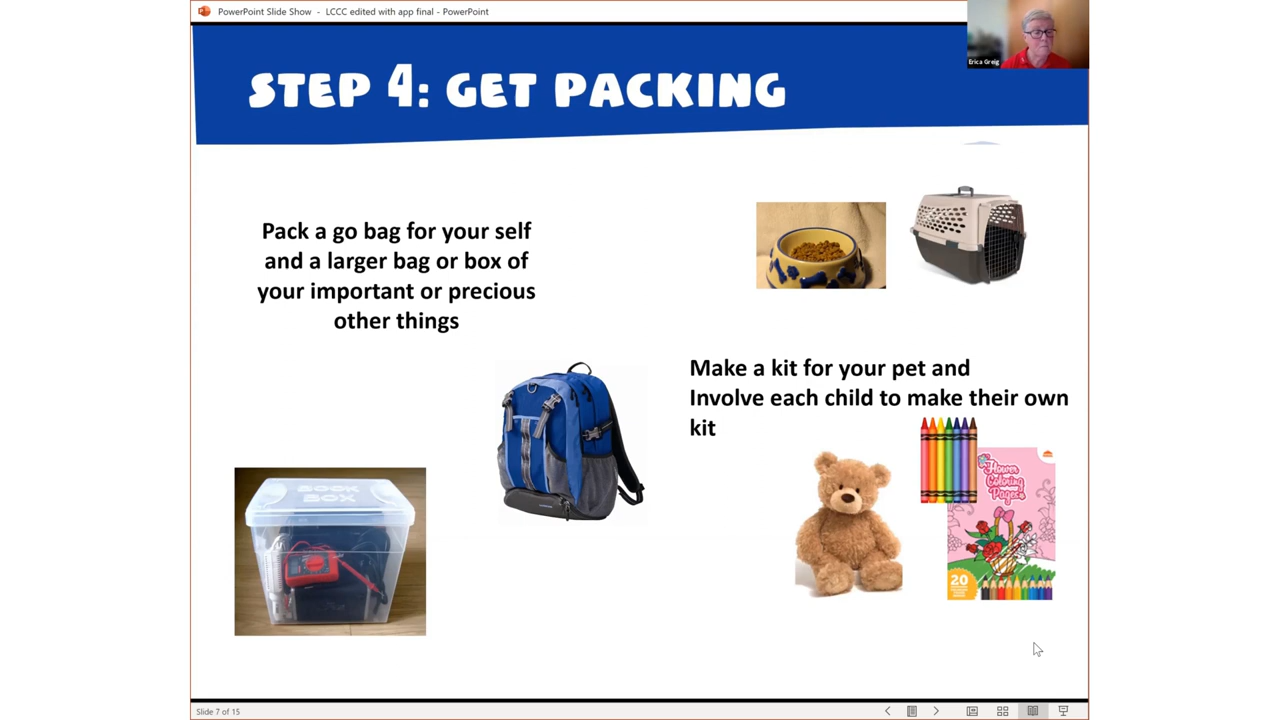 PowerPoint Slide Show - LCCC edited with app final - PowerPoint
Erica Greig
STEP 4: GET PACKING
Pack a go bag for your self
and a larger bag or box of
your important or precious
other things
Make a kit for your pet and
Involve each child to make their own
kit
BOOK
BOX
Flower
Coloring
Pages
20
Slide 7 of 15